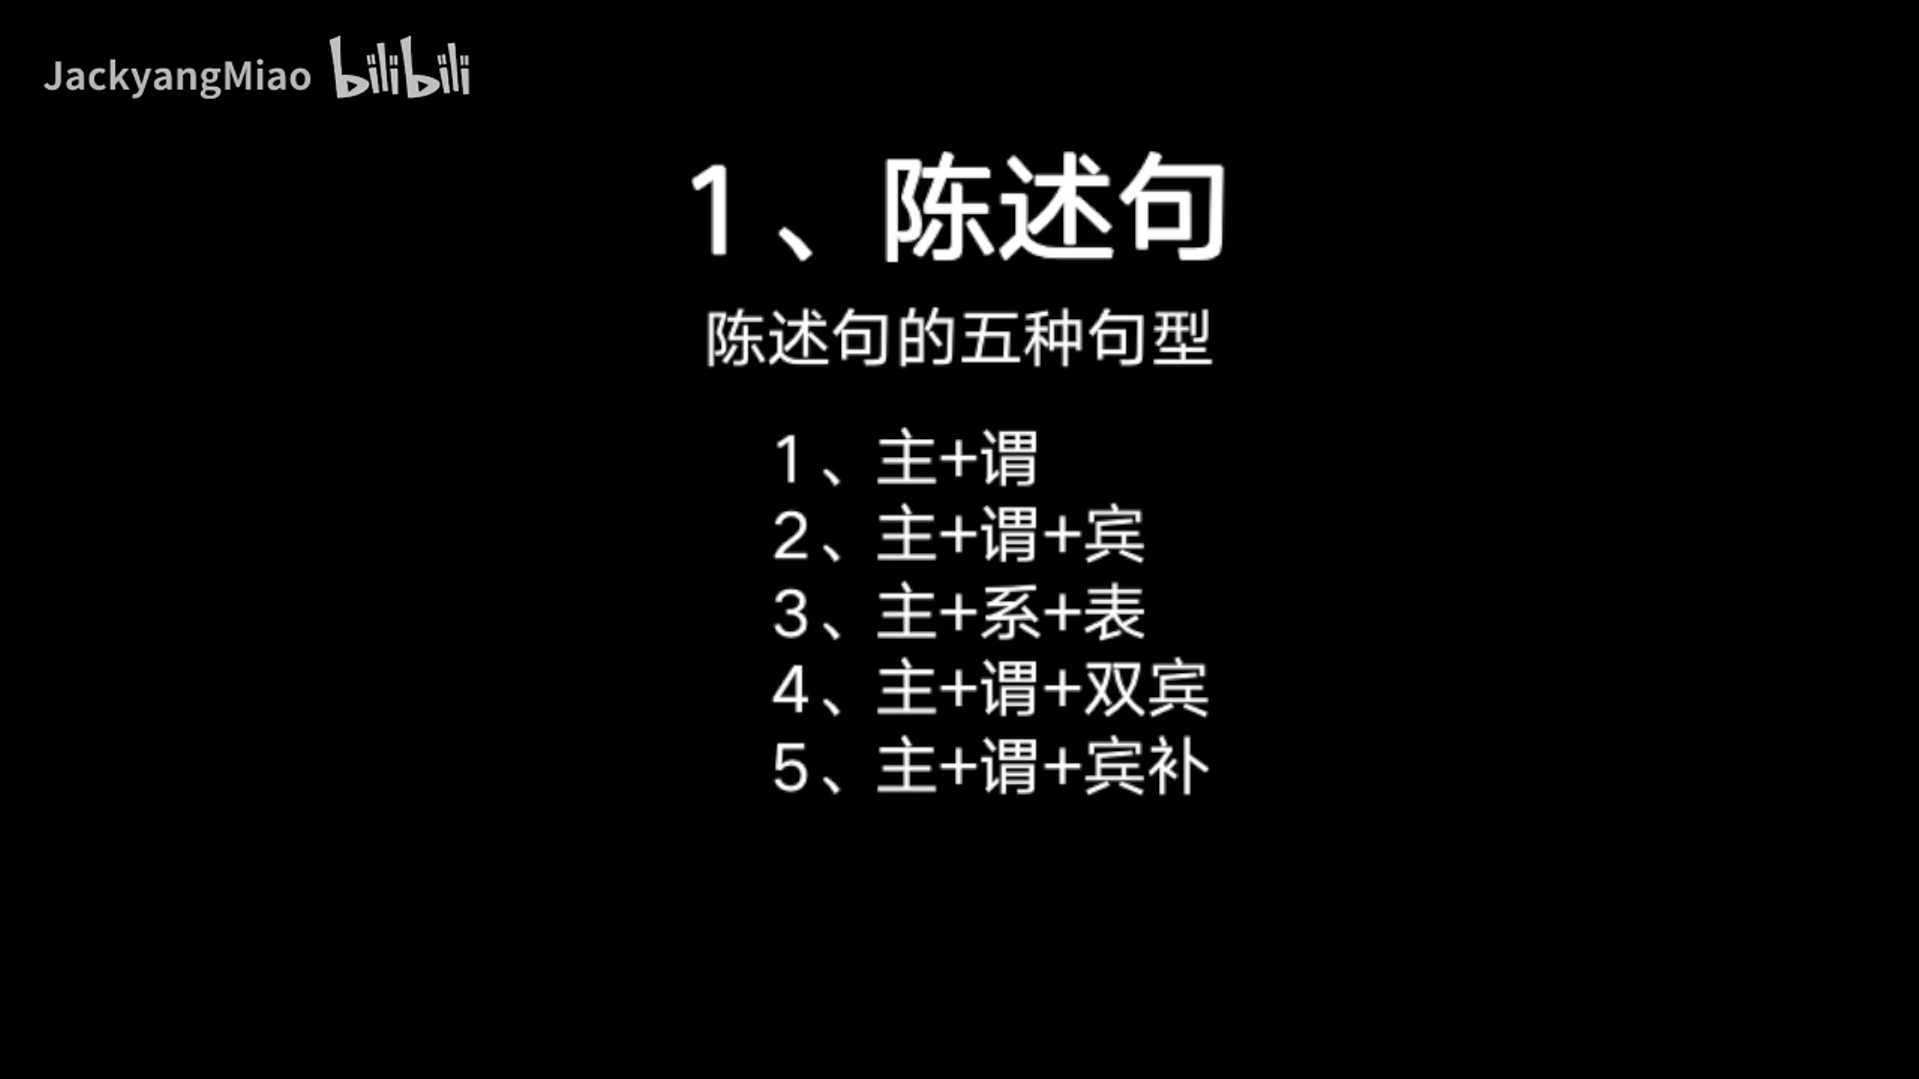 JackyangMiao bilibili
1、陈述句
陈述句的五种句型
1、主+谓
2、主+谓+宾
3、主+系+表
4、主+谓+双宾
5、主+谓+宾补